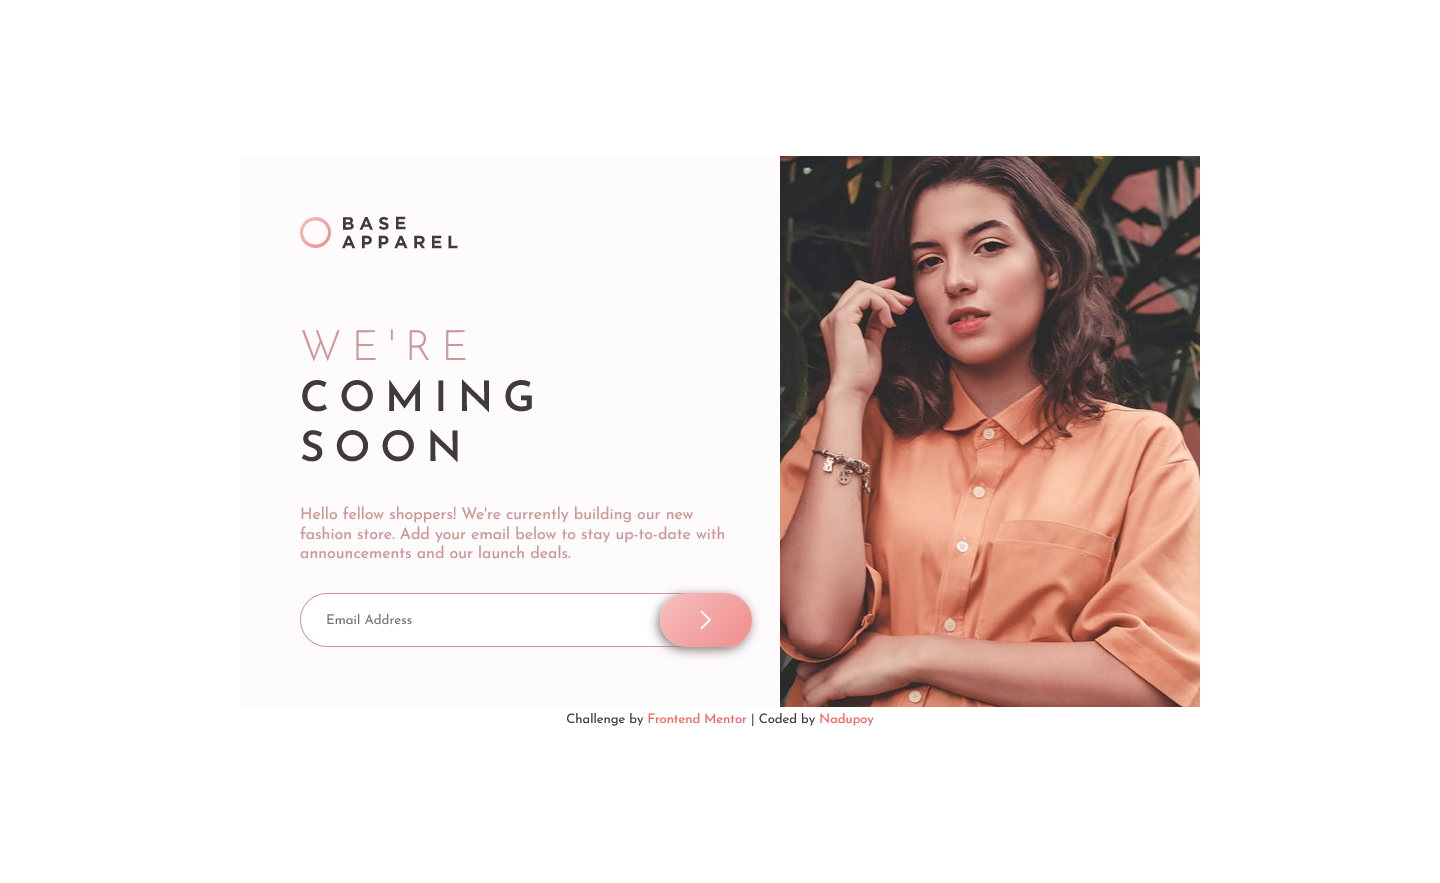 BASE
APPAREL
WE'RE
COMING
SOON
Hello fellow shoppers! We're currently building our new
fashion store. Add your email below to stay up-to-date with
announcements and our launch deals.
Email Address
Challenge by Frontend Mentor | Coded by Nadupoy